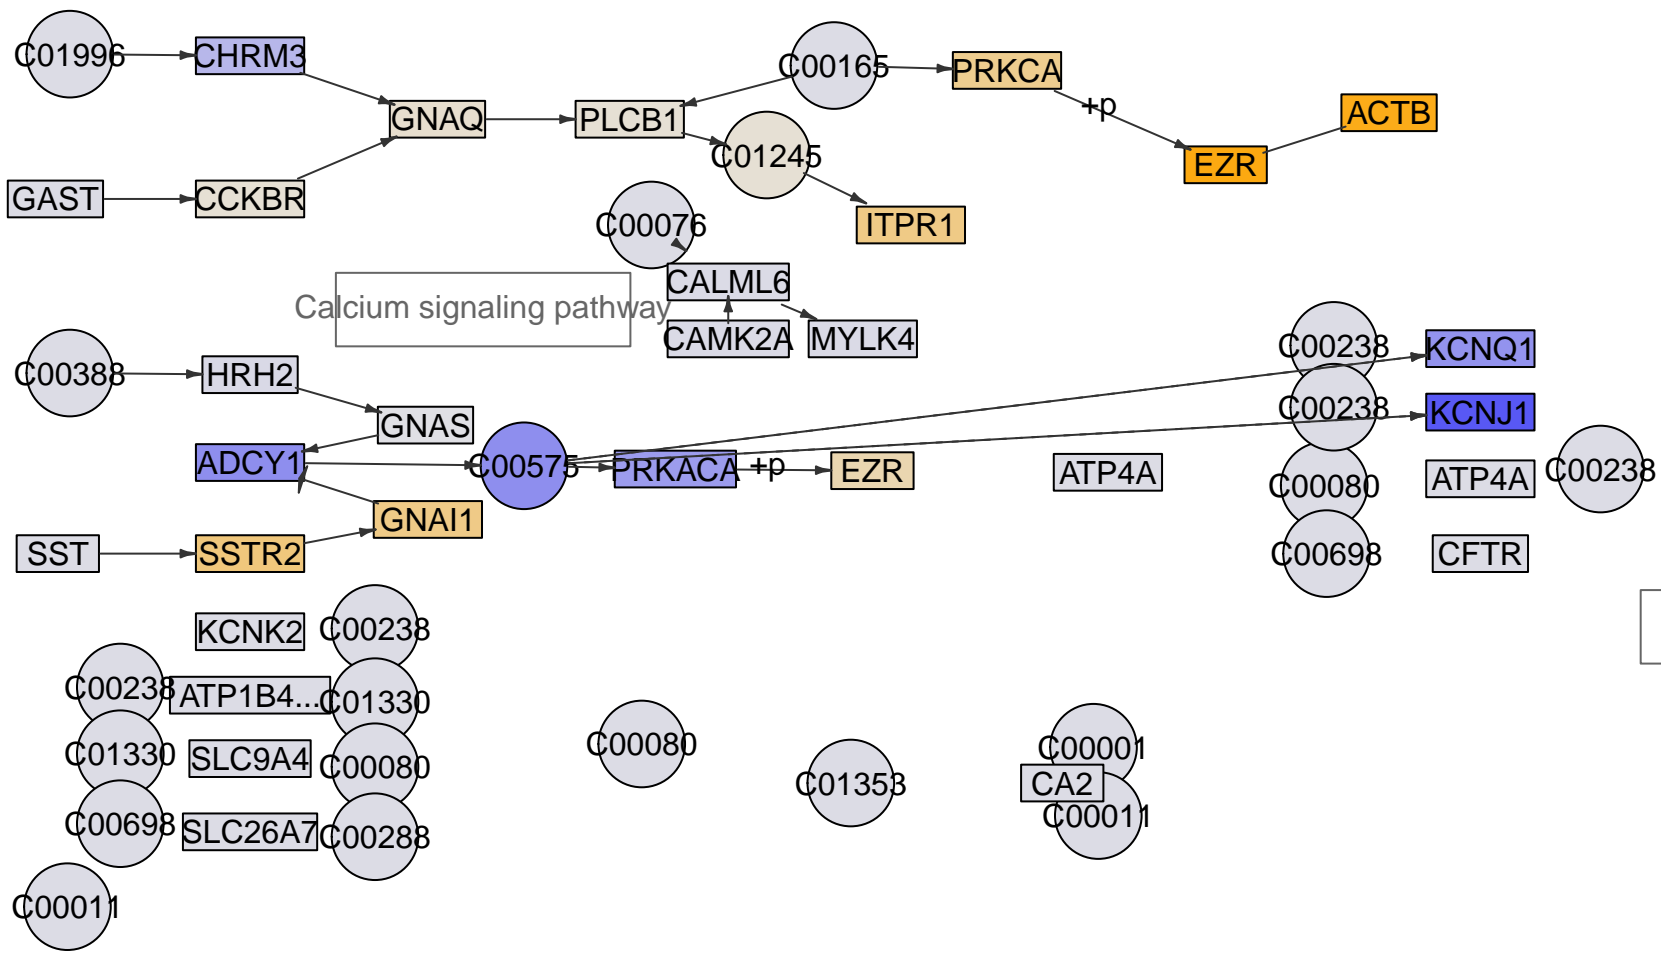 C01996
CHRM3
C00165
PRKCA
+p
ACTB
GNAQ
PLCB1
C01245
EZR
GAST
CCKBR
C00076
ITPR1
CALML6
Calcium signaling pathway
CAMK2A
MYLK4
C00238
KCNQ1
C00388
HRH2
C00238
KCNJ1
GNAS
ADCY1
C00575
PRKACA
+p
EZR
ATP4A
C00080
ATP4A
C00238
GNAI1
SST
SSTR2
C00698
CFTR
KCNK2
C00238
C00238
ATP1B4...
C01330
C01330
SLC9A4
C00080
C00080
C01353
C00001
CA2
C00011
C00698
SLC26A7
C00288
C00011